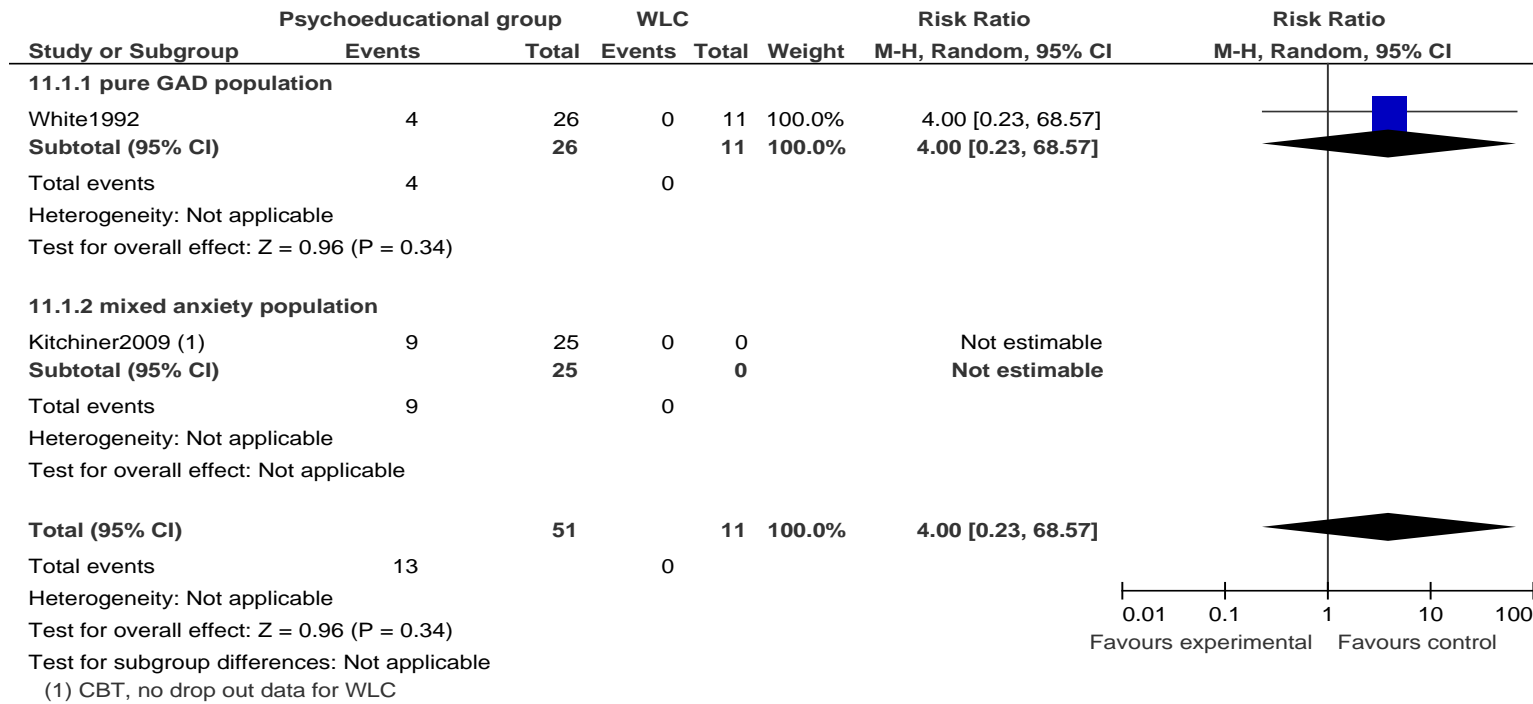 Psychoeducational group WLC Risk Ratio Risk Ratio
Study or Subgroup Events Total Events Total Weight M-H, Random, 95% CI M-H, Random, 95% CI
11.1.1 pure GAD population
White1992 4 26 0 11 100.0% 4.00 [0.23, 68.57]
Subtotal (95% CI) 26 11 100.0% 4.00 [0.23, 68.57]
Total events 4 0
Heterogeneity: Not applicable
Test for overall effect: Z = 0.96 (P = 0.34)
11.1.2 mixed anxiety population
Kitchiner2009 (1) 9 25 0 0 Not estimable
Subtotal (95% CI) 25 0 Not estimable
Total events 9 0
Heterogeneity: Not applicable
Test for overall effect: Not applicable
Total (95% CI) 51 11 100.0% 4.00 [0.23, 68.57]
Total events 13 0
Heterogeneity: Not applicable
Test for overall effect: Z = 0.96 (P = 0.34)
Test for subgroup differences: Not applicable
(1) CBT, no drop out data for WLC
0.01 0.1 1 10 100
Favours experimental Favours control